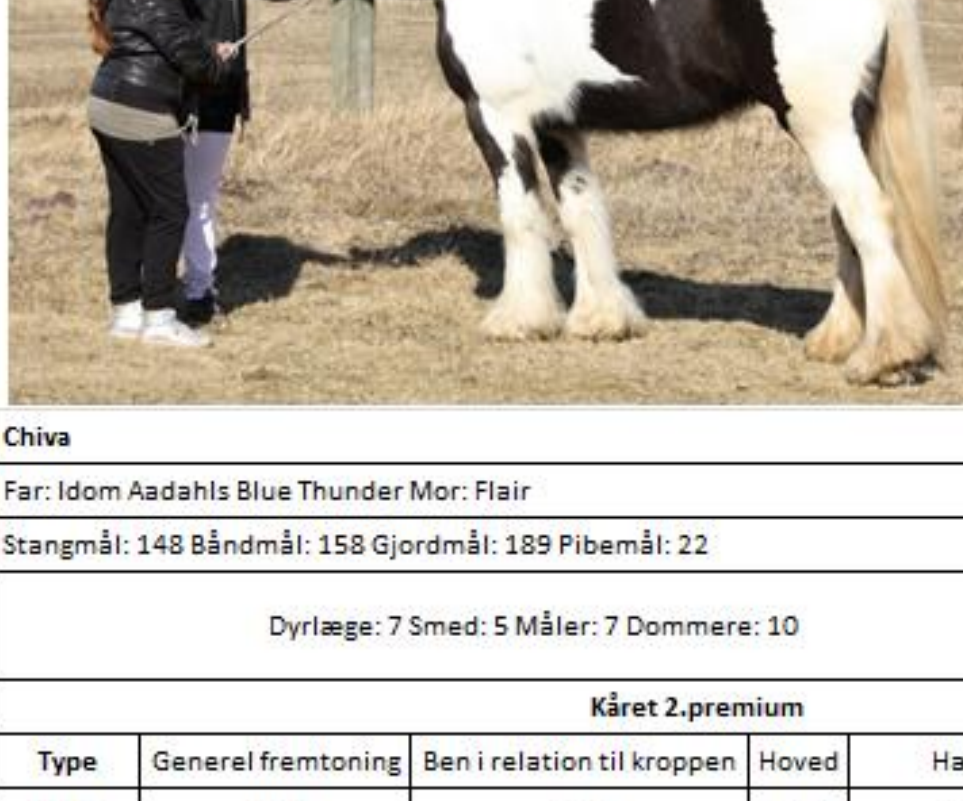 Chiva
Far: Idom Aadahls Blue Thunder Mor: Flair
Stangmål: 148 Båndmål: 158 Gjordmål: 189 Pibemål: 22
Dyrlæge: 7 Smed: 5 Måler: 7 Dommere: 10
Kåret 2.premium
Type Generel fremtoning Ben i relation til kroppen Hoved